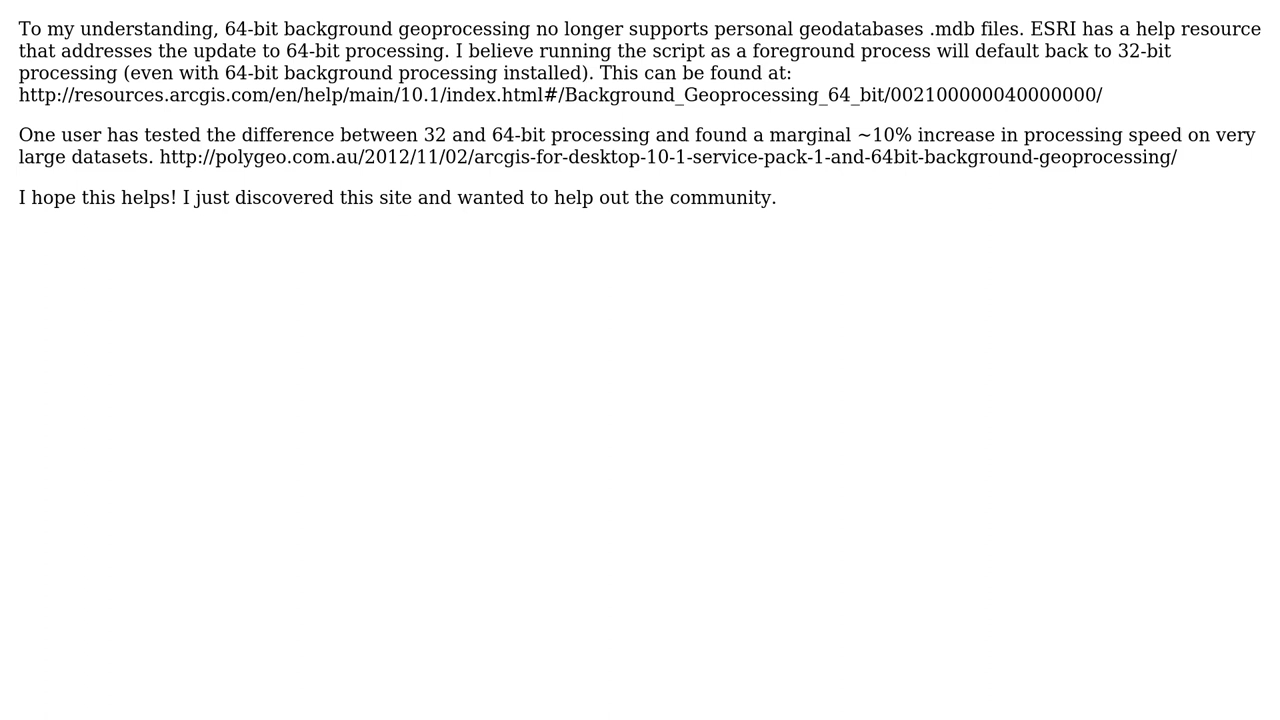 To my understanding, 64-bit background geoprocessing no longer supports personal geodatabases .mdb files. ESRI has a help resource
that addresses the update to 64-bit processing. I believe running the script as a foreground process will default back to 32-bit
processing (even with 64-bit background processing installed). This can be found at:
http://resources.arcgis.com/en/help/main/10.1/index.html#/Background_Geoprocessing_64_bit/002100000040000000/
One user has tested the difference between 32 and 64-bit processing and found a marginal ~10% increase in processing speed on very
large datasets. http://polygeo.com.au/2012/11/02/arcgis-for-desktop-10-1-service-pack-1-and-64bit-background-geoprocessing/
I hope this helps! I just discovered this site and wanted to help out the community.